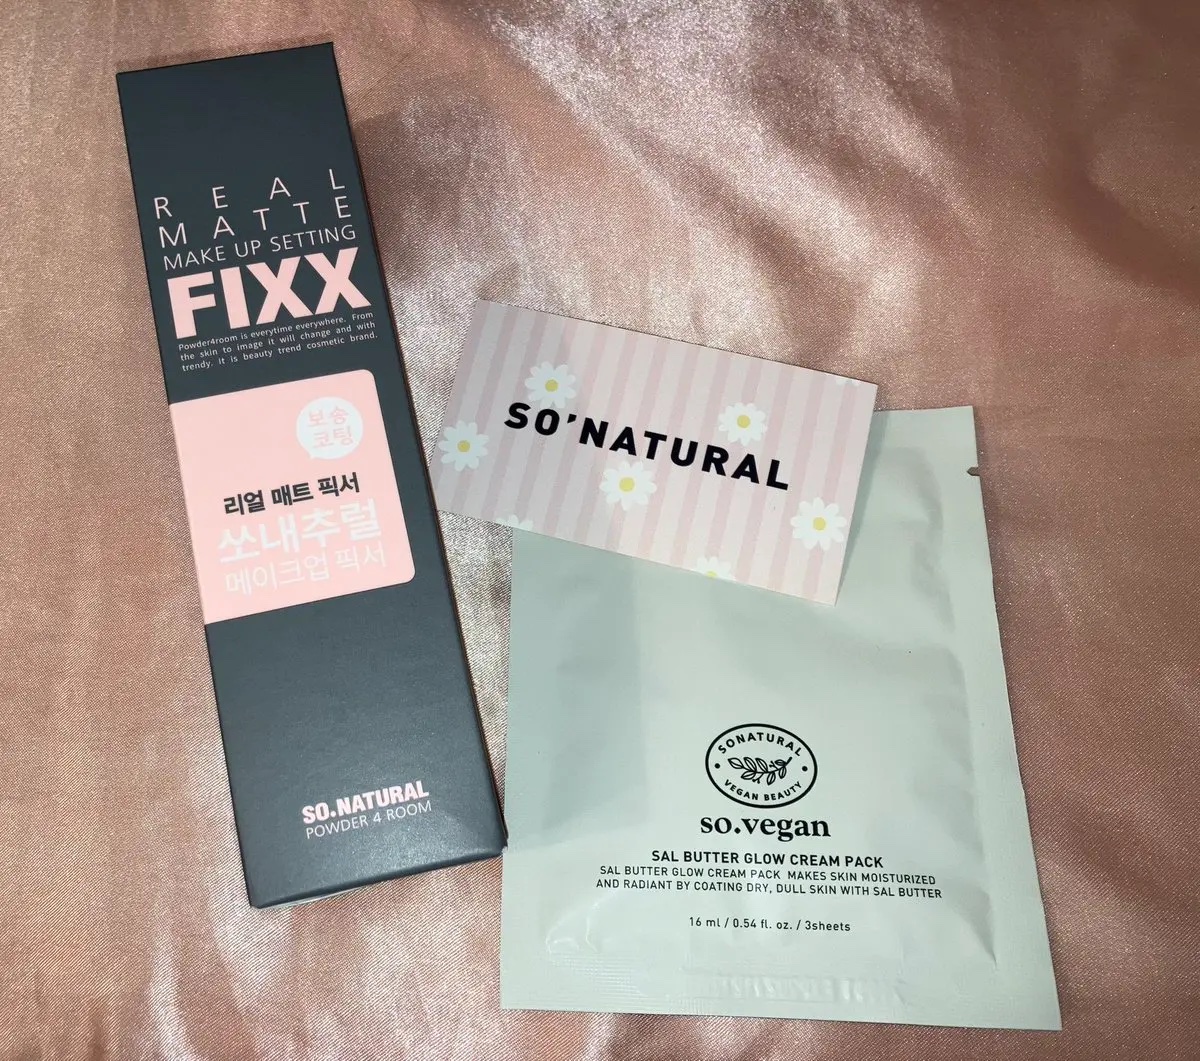 REAL
MATTE
MAKE UP SETTING
FIXX
Powder4room is everytime everywhere. From
the skin to image it will change and with
trendy. it is beauty trend cosmetic brand.
보송
코팅
리얼 매트 픽서
쏘내추럴
메이크업 픽서
SO.NATURAL
POWDER 4 ROOM
SO'NATURAL
SONATURAL
VEGAN BEAUTY
so.vegan
SAL BUTTER GLOW CREAM PACK
SAL BUTTER GLOW CREAM PACK MAKES SKIN MOISTURIZED
AND RADIANT BY COATING DRY, DULL SKIN WITH SAL BUTTER
16 ml / 0.54 fl. oz. / 3sheets